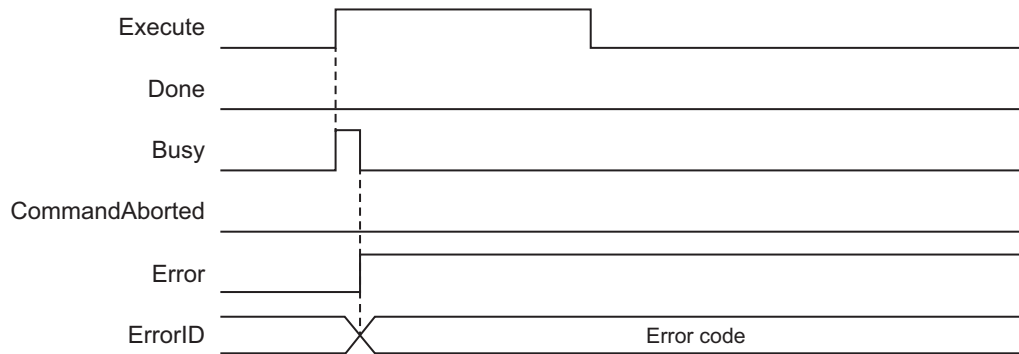 Execute
Done
Busy
CommandAborted
Error
ErrorID
Error code